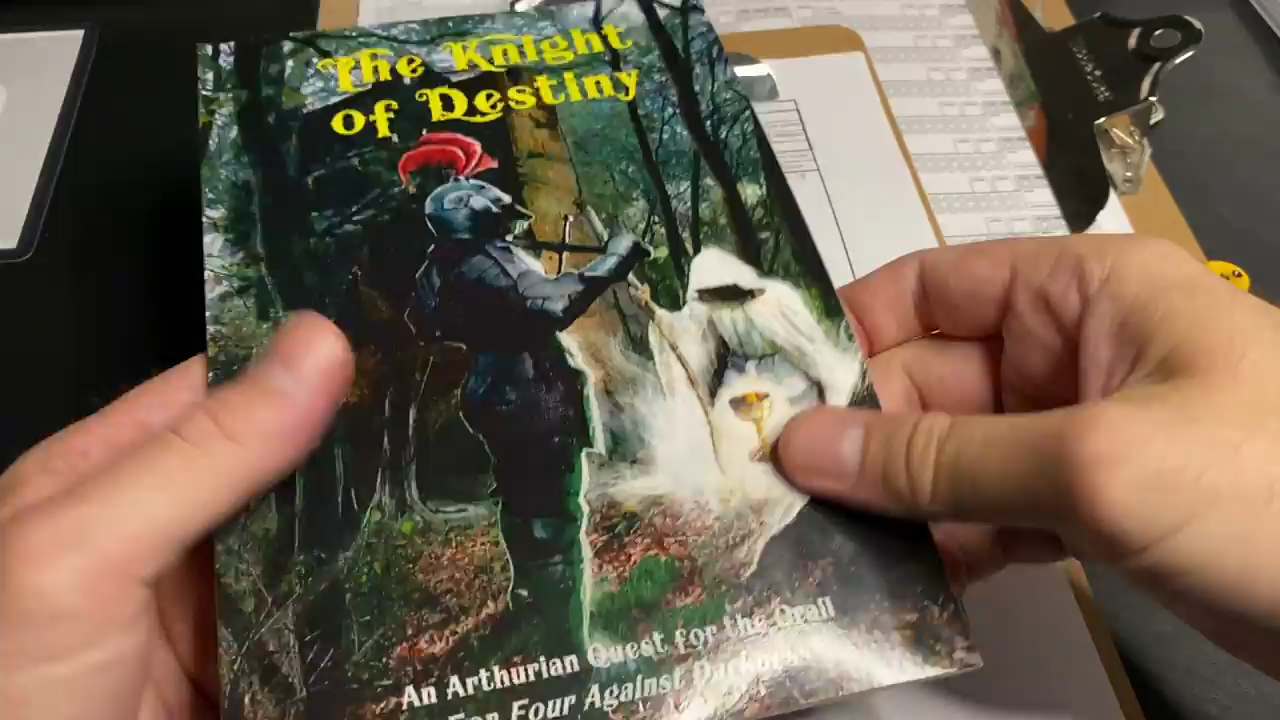 The Knight
of Destiny
An Arthurian Quest for the Grail
For Four Against Darkness